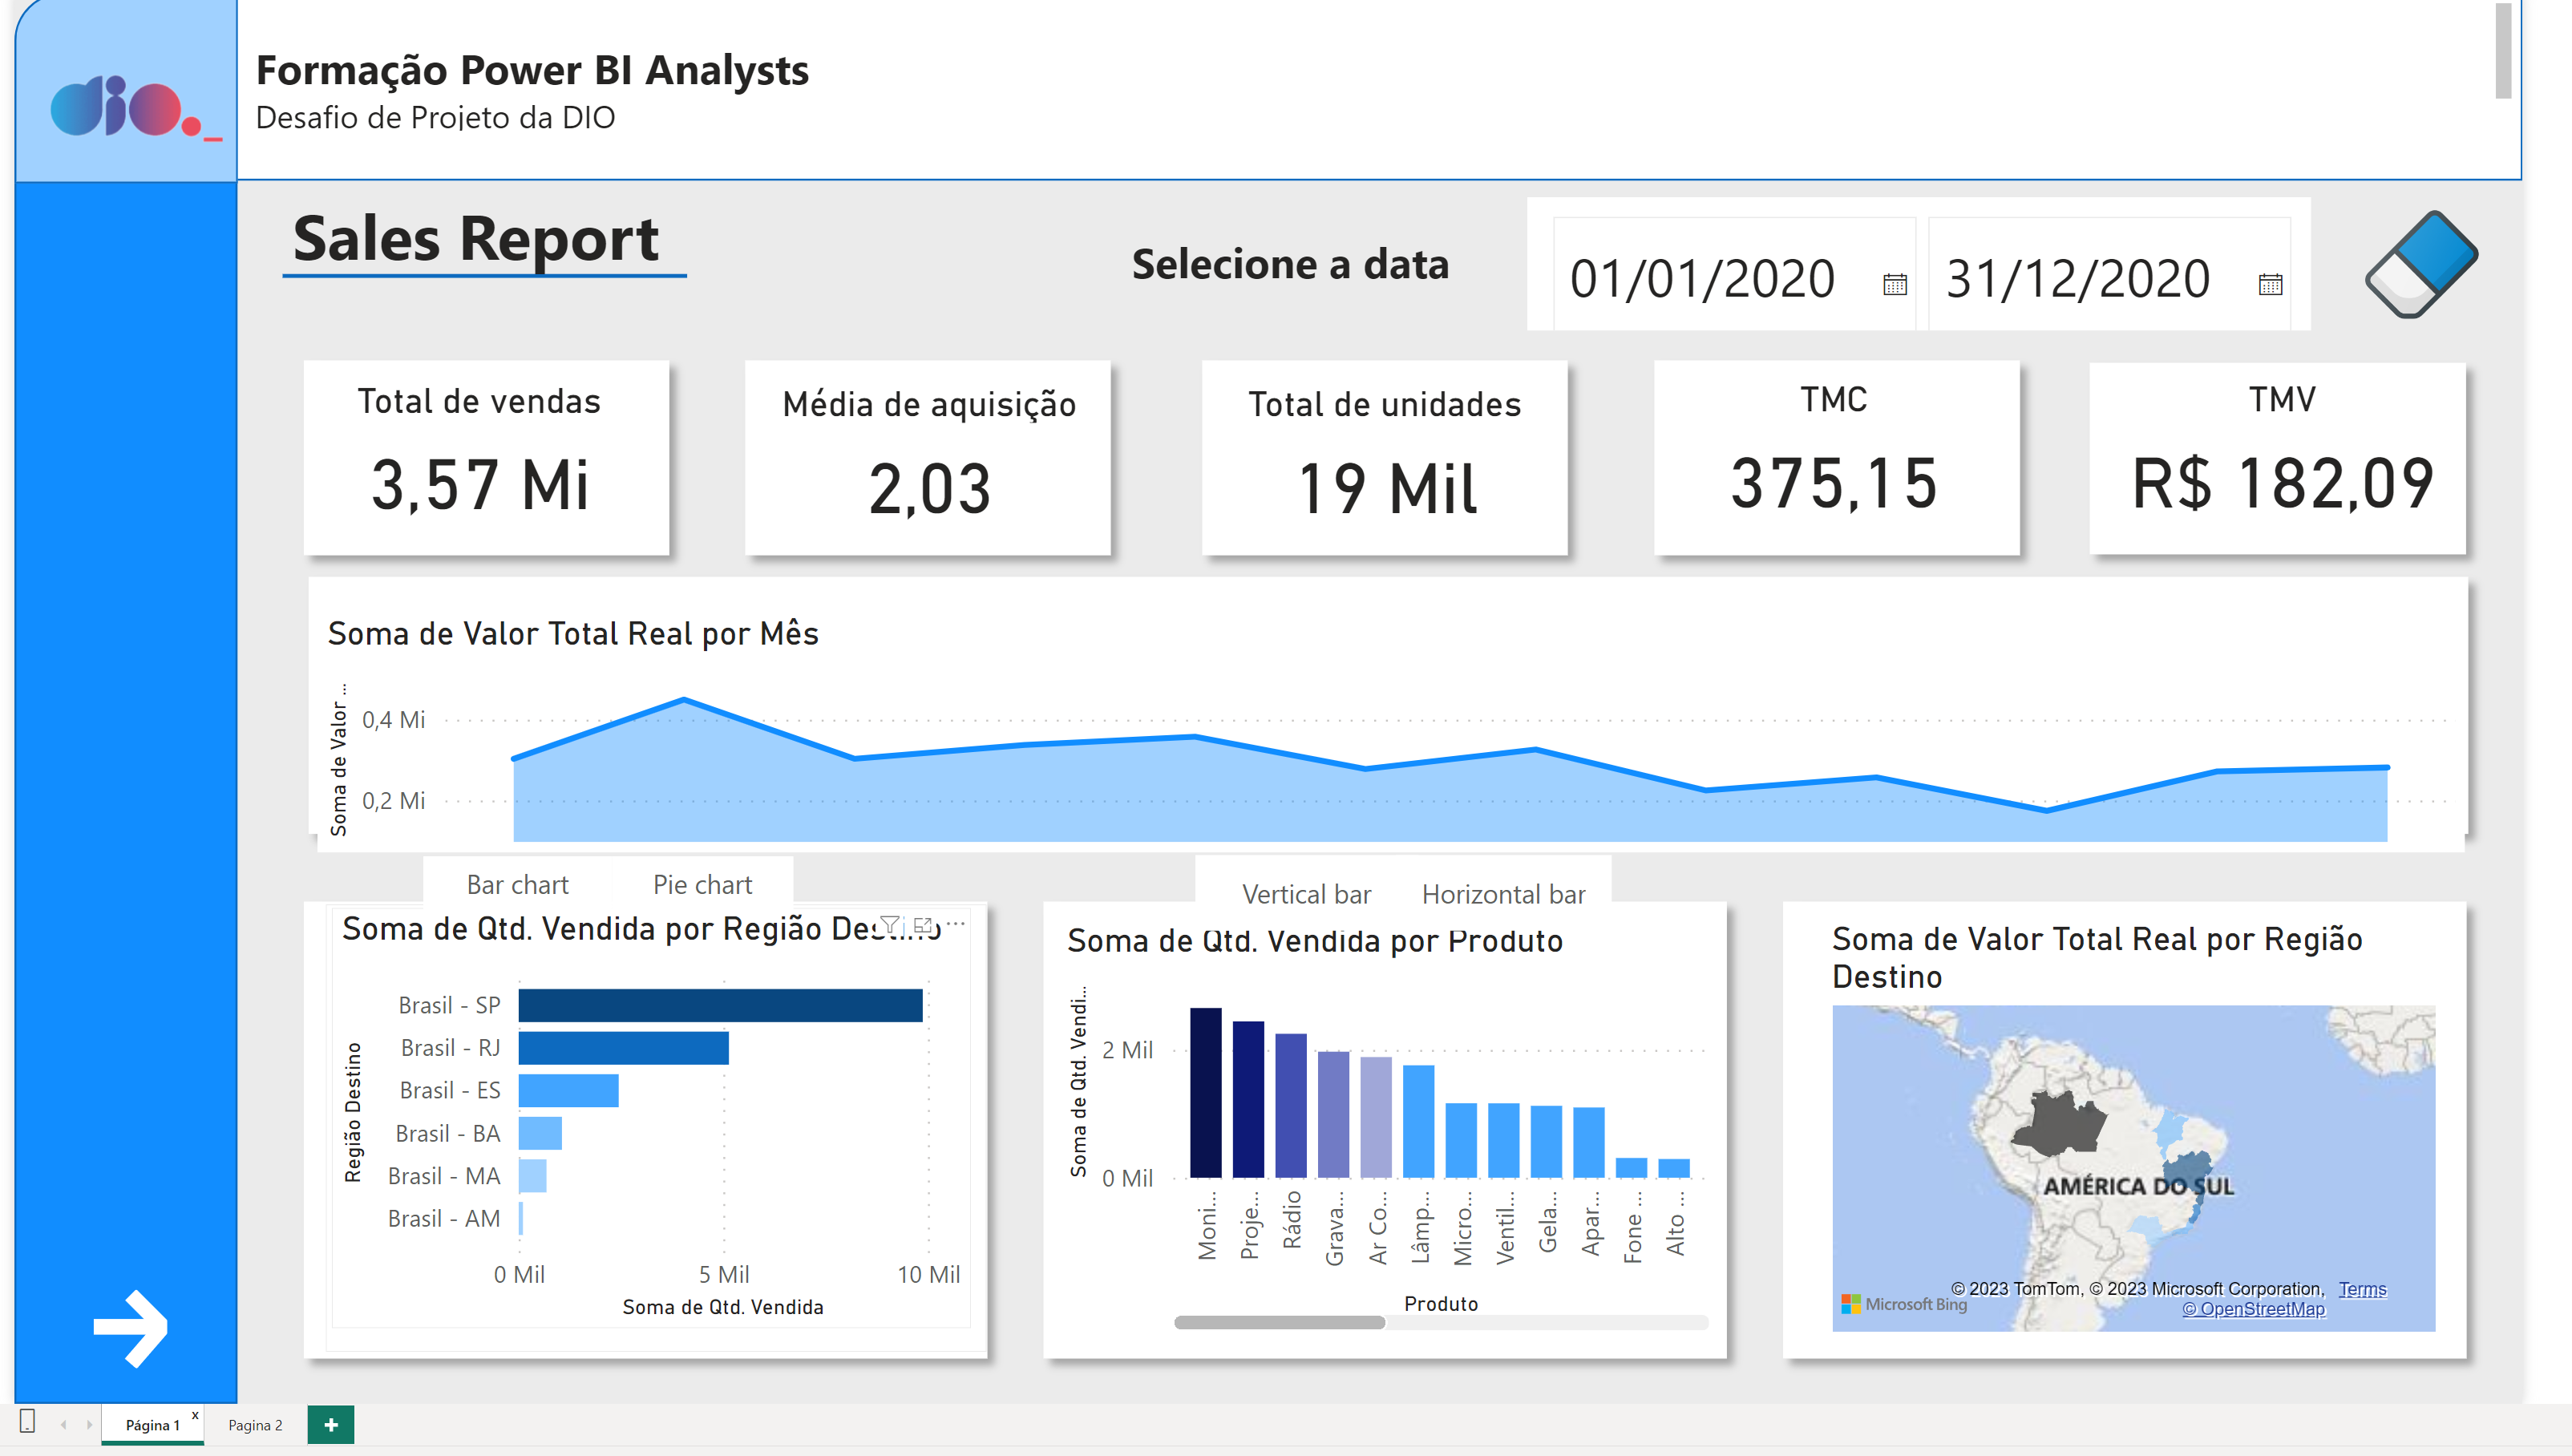 dio._
Formação Power BI Analysts
Desafio de Projeto da DIO
Sales Report
Selecione a data
01/01/2020
31/12/2020
Total de vendas
3,57 Mi
Média de aquisição
2,03
Total de unidades
19 Mil
TMC
375,15
TMV
R$ 182,09
Soma de Valor Total Real por Mês
Soma de Valor ...
0,4 Mi
0,2 Mi
Bar chart
Pie chart
Soma de Qtd. Vendida por Região Destino
Região Destino
Brasil - SP
Brasil - RJ
Brasil - ES
Brasil - BA
Brasil - MA
Brasil - AM
0 Mil
5 Mil
10 Mil
Soma de Qtd. Vendida
Vertical bar
Horizontal bar
Soma de Qtd. Vendida por Produto
Soma de Qtd. Vendi...
2 Mil
0 Mil
Moni...
Proje...
Rádio
Grava...
Ar Co...
Lâmp...
Micro...
Ventil...
Gela...
Apar...
Fone ...
Alto ...
Produto
Soma de Valor Total Real por Região
Destino
AMÉRICA DO SUL
© 2023 TomTom, © 2023 Microsoft Corporation, Terms
Microsoft Bing
© OpenStreetMap
Página 1
x
Pagina 2
+